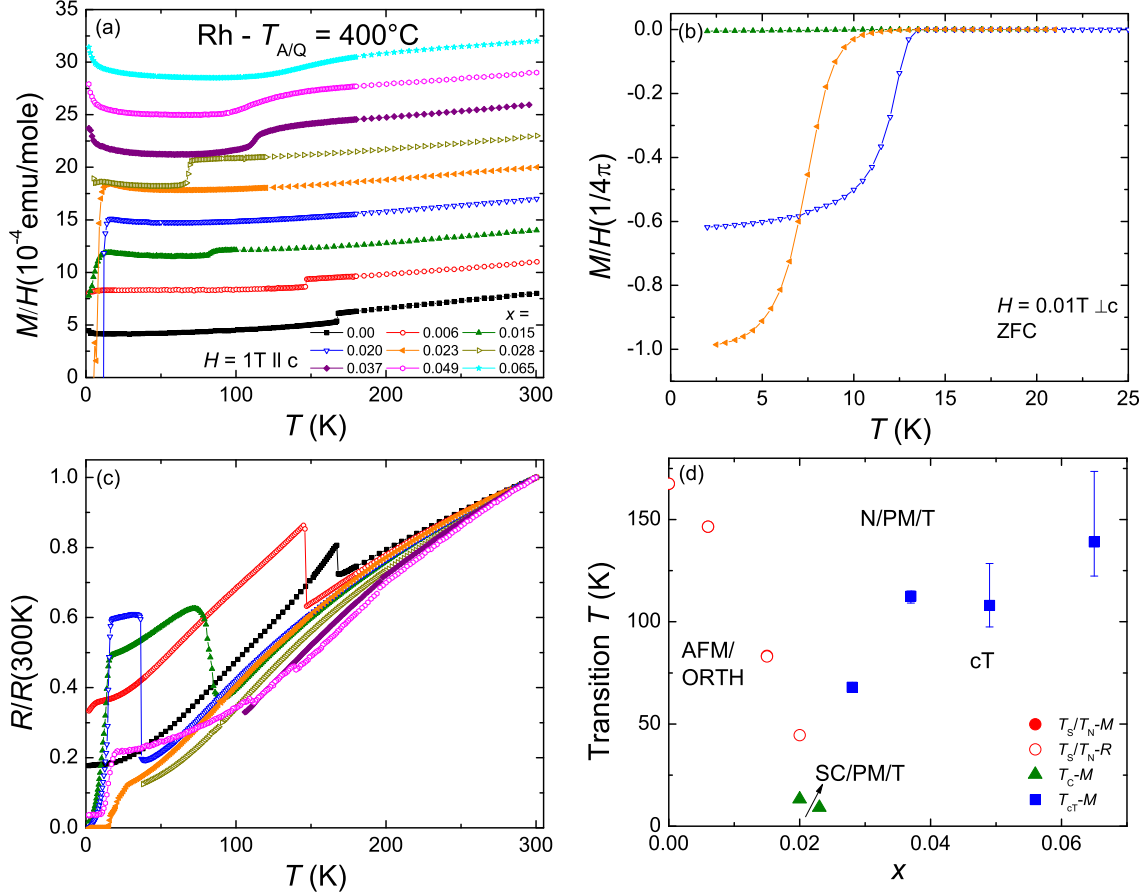 (a)
Rh - T_A/Q = 400°C
M/H(10⁻⁴ emu/mole)
35
30
25
20
15
10
5
0
x =
0.00 0.006 0.015
0.020 0.023 0.028
0.037 0.049 0.065
H = 1T II c
0 100 200 300
T (K)
(b)
M/H(1/4π)
0.0
-0.2
-0.4
-0.6
-0.8
-1.0
H = 0.01T ⊥c
ZFC
0 5 10 15 20 25
T (K)
(c)
R/R(300K)
1.0
0.8
0.6
0.4
0.2
0.0
0 100 200 300
T (K)
(d)
Transition T (K)
150
100
50
0
N/PM/T
AFM/
ORTH
cT
SC/PM/T
T_S/T_N-M
T_S/T_N-R
T_C-M
T_cT-M
0.00 0.02 0.04 0.06
x